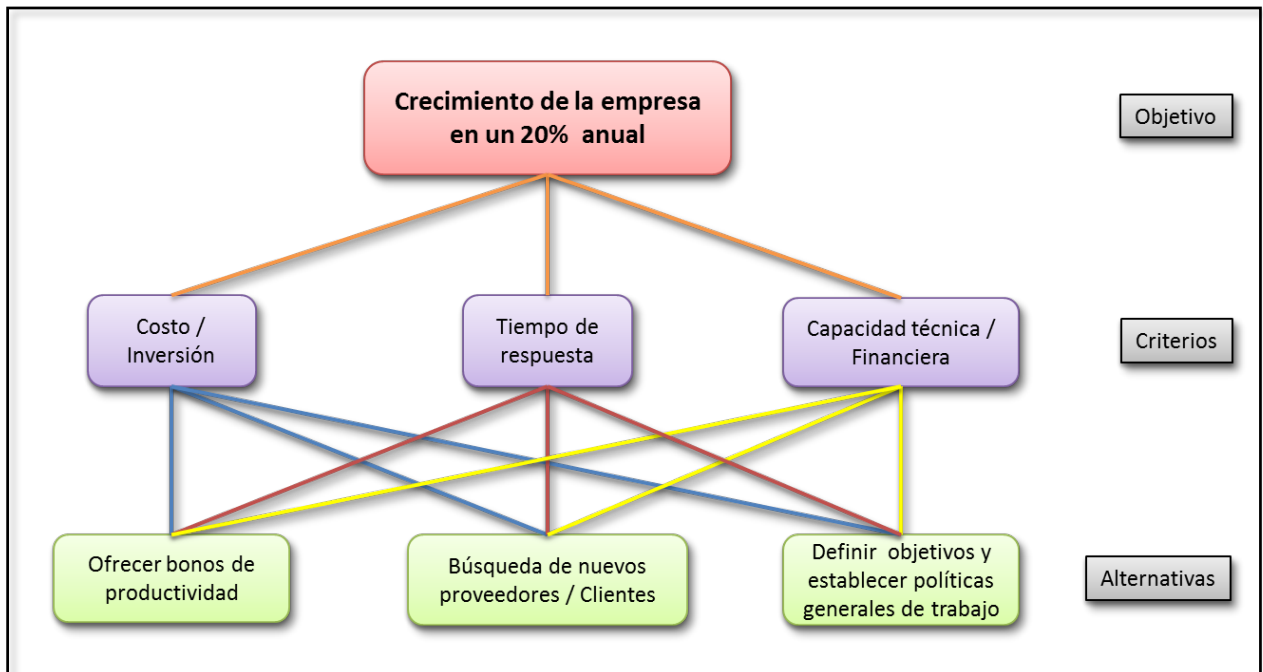 Crecimiento de la empresa
en un 20% anual
Objetivo
Costo /
Inversión
Tiempo de
respuesta
Capacidad técnica /
Financiera
Criterios
Ofrecer bonos de
productividad
Búsqueda de nuevos
proveedores / Clientes
Definir objetivos y
establecer políticas
generales de trabajo
Alternativas